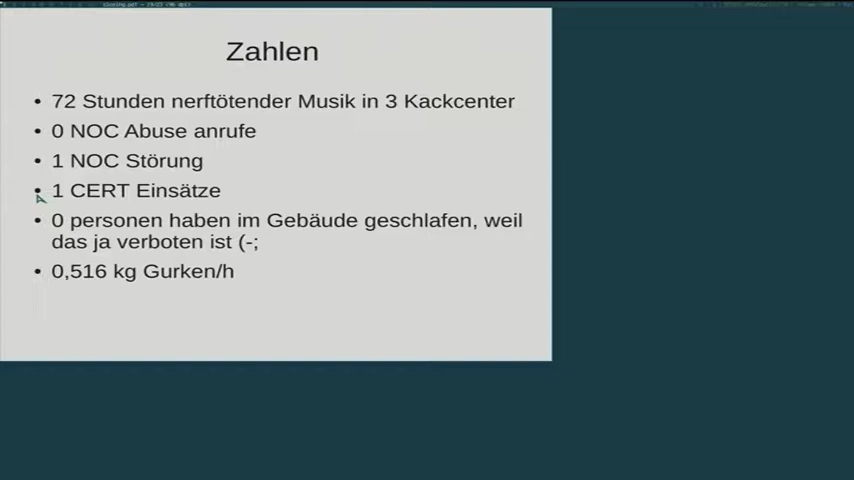 Zahlen
• 72 Stunden nerftötender Musik in 3 Kackcenter
• 0 NOC Abuse anrufe
• 1 NOC Störung
• 1 CERT Einsätze
• 0 personen haben im Gebäude geschlafen, weil
das ja verboten ist (-;
• 0,516 kg Gurken/h